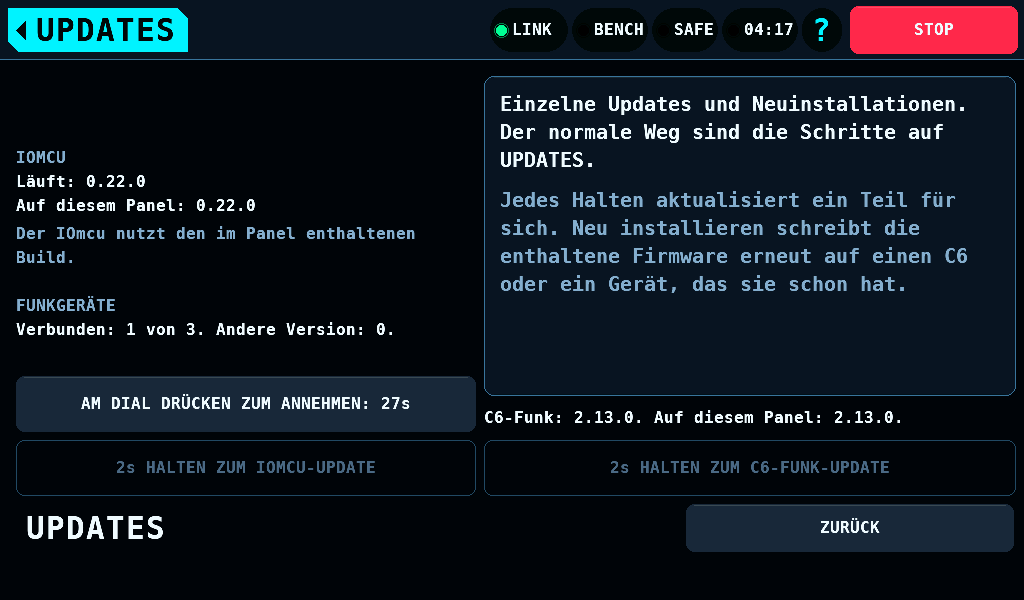 UPDATES
LINK
BENCH
SAFE
04:17
?
STOP
IOMCU
Läuft: 0.22.0
Auf diesem Panel: 0.22.0
Der IOmcu nutzt den im Panel enthaltenen
Build.
FUNKGERÄTE
Verbunden: 1 von 3. Andere Version: 0.
AM DIAL DRÜCKEN ZUM ANNEHMEN: 27s
2s HALTEN ZUM IOMCU-UPDATE
Einzelne Updates und Neuinstallationen.
Der normale Weg sind die Schritte auf
UPDATES.
Jedes Halten aktualisiert ein Teil für
sich. Neu installieren schreibt die
enthaltene Firmware erneut auf einen C6
oder ein Gerät, das sie schon hat.
C6-Funk: 2.13.0. Auf diesem Panel: 2.13.0.
2s HALTEN ZUM C6-FUNK-UPDATE
UPDATES
ZURÜCK